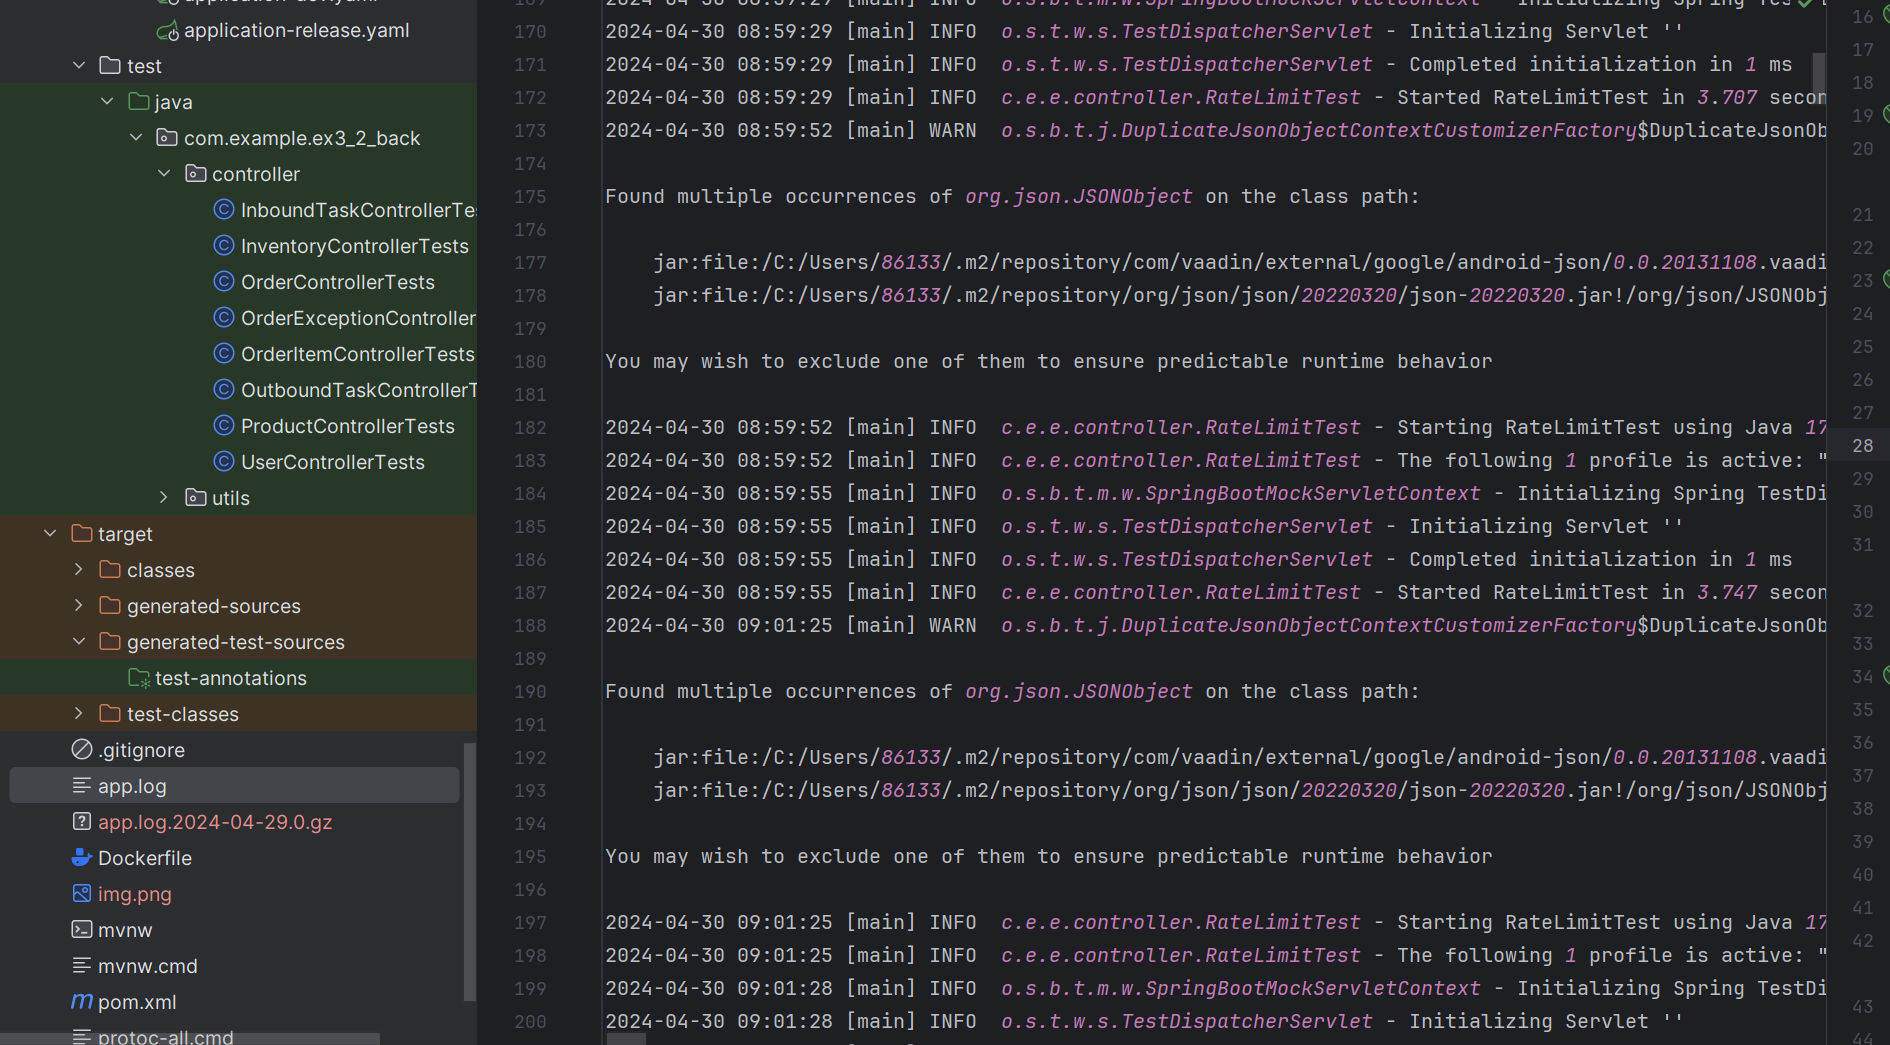 application-dev.yaml
application-release.yaml
test
java
com.example.ex3_2_back
controller
InboundTaskControllerTe
InventoryControllerTests
OrderControllerTests
OrderExceptionController
OrderItemControllerTests
OutboundTaskControllerT
ProductControllerTests
UserControllerTests
utils
target
classes
generated-sources
generated-test-sources
test-annotations
test-classes
.gitignore
app.log
app.log.2024-04-29.0.gz
Dockerfile
img.png
mvnw
mvnw.cmd
pom.xml
protoc-all.cmd
169 2024-04-30 08:59:29 [main] INFO o.s.b.t.m.w.SpringBootMockServletContext - Initializing Spring Tes
170 2024-04-30 08:59:29 [main] INFO o.s.t.w.s.TestDispatcherServlet - Initializing Servlet ''
171 2024-04-30 08:59:29 [main] INFO o.s.t.w.s.TestDispatcherServlet - Completed initialization in 1 ms
172 2024-04-30 08:59:29 [main] INFO c.e.e.controller.RateLimitTest - Started RateLimitTest in 3.707 secon
173 2024-04-30 08:59:52 [main] WARN o.s.b.t.j.DuplicateJsonObjectContextCustomizerFactory$DuplicateJsonOb
174
175 Found multiple occurrences of org.json.JSONObject on the class path:
176
177 jar:file:/C:/Users/86133/.m2/repository/com/vaadin/external/google/android-json/0.0.20131108.vaadi
178 jar:file:/C:/Users/86133/.m2/repository/org/json/json/20220320/json-20220320.jar!/org/json/JSONObj
179
180 You may wish to exclude one of them to ensure predictable runtime behavior
181
182 2024-04-30 08:59:52 [main] INFO c.e.e.controller.RateLimitTest - Starting RateLimitTest using Java 17
183 2024-04-30 08:59:52 [main] INFO c.e.e.controller.RateLimitTest - The following 1 profile is active: "
184 2024-04-30 08:59:55 [main] INFO o.s.b.t.m.w.SpringBootMockServletContext - Initializing Spring TestDi
185 2024-04-30 08:59:55 [main] INFO o.s.t.w.s.TestDispatcherServlet - Initializing Servlet ''
186 2024-04-30 08:59:55 [main] INFO o.s.t.w.s.TestDispatcherServlet - Completed initialization in 1 ms
187 2024-04-30 08:59:55 [main] INFO c.e.e.controller.RateLimitTest - Started RateLimitTest in 3.747 secon
188 2024-04-30 09:01:25 [main] WARN o.s.b.t.j.DuplicateJsonObjectContextCustomizerFactory$DuplicateJsonOb
189
190 Found multiple occurrences of org.json.JSONObject on the class path:
191
192 jar:file:/C:/Users/86133/.m2/repository/com/vaadin/external/google/android-json/0.0.20131108.vaadi
193 jar:file:/C:/Users/86133/.m2/repository/org/json/json/20220320/json-20220320.jar!/org/json/JSONObj
194
195 You may wish to exclude one of them to ensure predictable runtime behavior
196
197 2024-04-30 09:01:25 [main] INFO c.e.e.controller.RateLimitTest - Starting RateLimitTest using Java 17
198 2024-04-30 09:01:25 [main] INFO c.e.e.controller.RateLimitTest - The following 1 profile is active: "
199 2024-04-30 09:01:28 [main] INFO o.s.b.t.m.w.SpringBootMockServletContext - Initializing Spring TestDi
200 2024-04-30 09:01:28 [main] INFO o.s.t.w.s.TestDispatcherServlet - Initializing Servlet ''
16
17
18
19
20
21
22
23
24
25
26
27
28
29
30
31
32
33
34
35
36
37
38
39
40
41
42
43
44